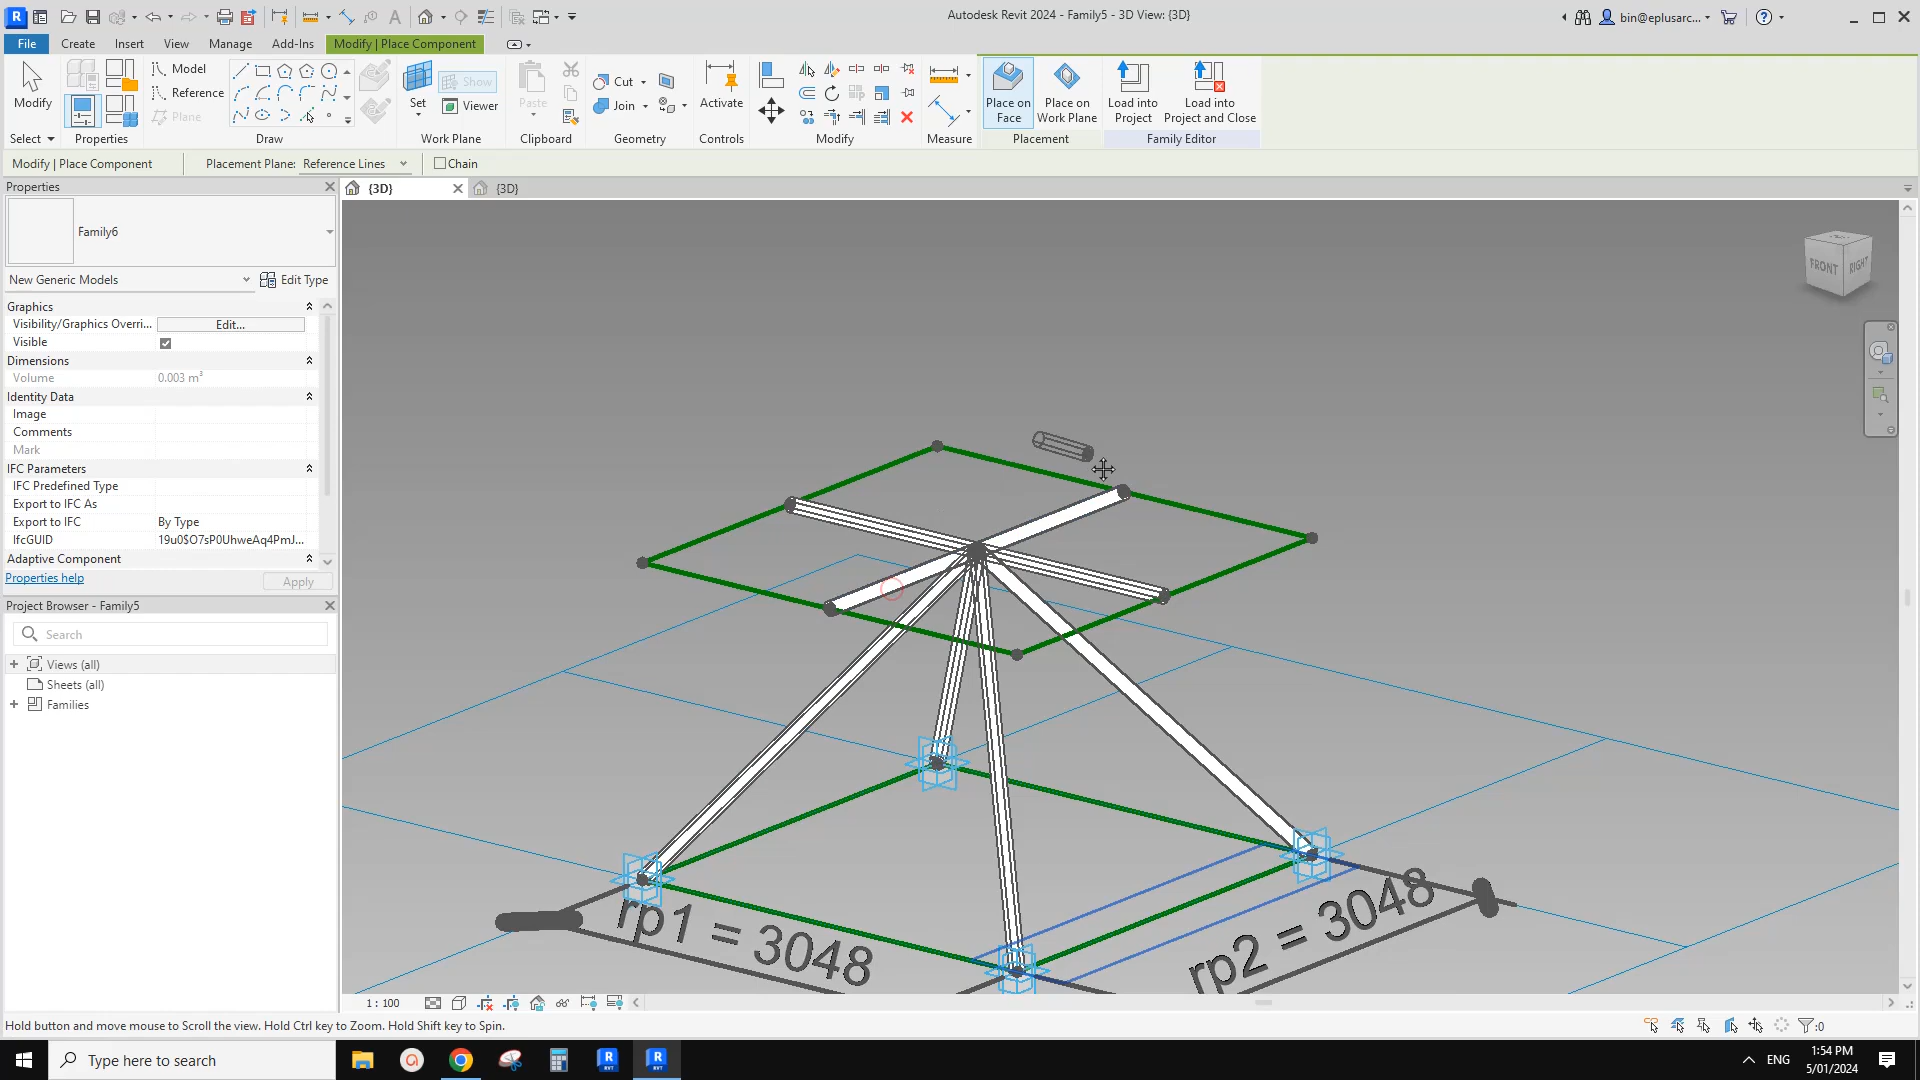 Autodesk Revit 2024 - Family5 - 3D View: {3D}
bin@eplusarc...
File
Create
Insert
View
Manage
Add-Ins
Modify | Place Component
Modify
Model
Reference
Plane
Set
Show
Viewer
Paste
Cut
Join
Activate
Place on
Face
Place on
Work Plane
Load into
Project
Load into
Project and Close
Select
Properties
Draw
Work Plane
Clipboard
Geometry
Controls
Modify
Measure
Placement
Family Editor
Modify | Place Component
Placement Plane: Reference Lines
Chain
Properties
{3D}
{3D}
Family6
New Generic Models
Edit Type
Graphics
Visibility/Graphics Overri...
Edit...
Visible
Dimensions
Volume
0.003 m³
Identity Data
Image
Comments
Mark
IFC Parameters
IFC Predefined Type
Export to IFC As
Export to IFC
By Type
IfcGUID
19u0$O7sP0UhweAq4PmJ...
Adaptive Component
Properties help
Apply
Project Browser - Family5
Search
Views (all)
Sheets (all)
Families
FRONT
RIGHT
rp1 = 3048
rp2 = 3048
1 : 100
Hold button and move mouse to Scroll the view. Hold Ctrl key to Zoom. Hold Shift key to Spin.
:0
Type here to search
ENG
1:54 PM
5/01/2024